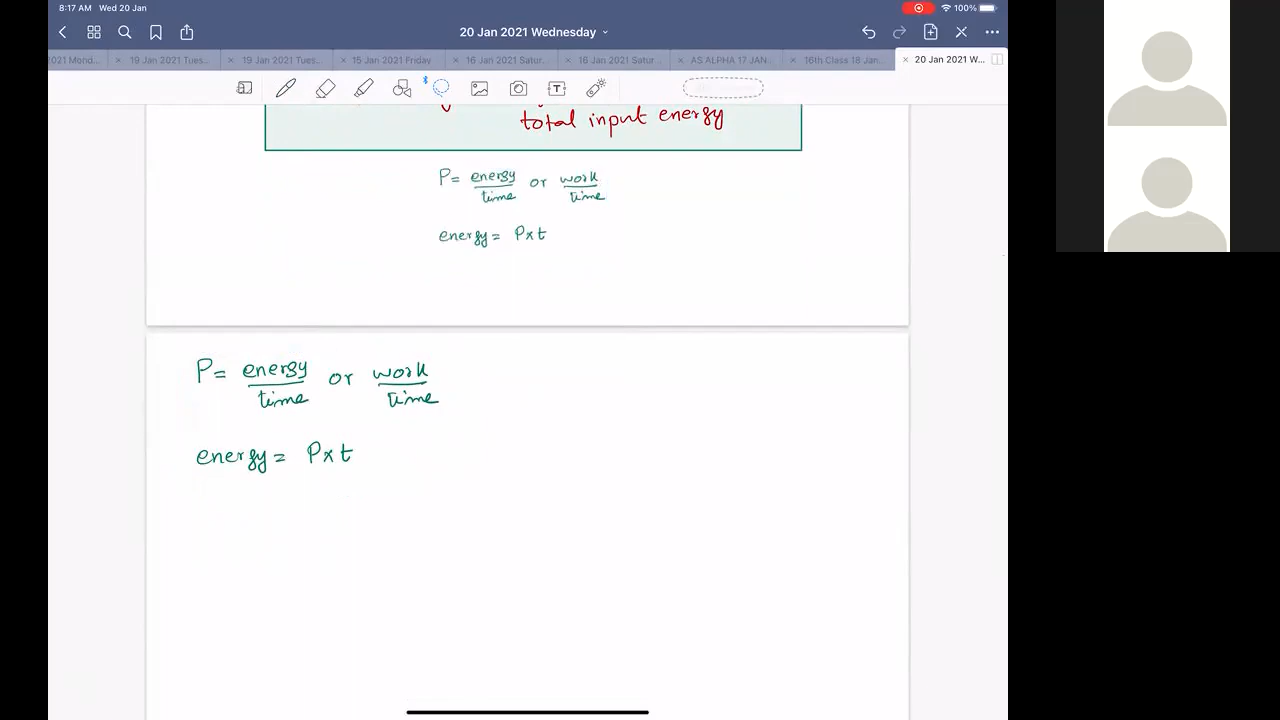 8:17 AM Wed 20 Jan
100%
20 Jan 2021 Wednesday
2021 Mond...
19 Jan 2021 Tues...
19 Jan 2021 Tues...
15 Jan 2021 Friday
16 Jan 2021 Satur...
16 Jan 2021 Satur...
AS ALPHA 17 JAN...
16th Class 18 Jan...
20 Jan 2021 W...
total input energy
P= energy/time or work/time
energy= P×t
P= energy/time or work/time
energy= P×t